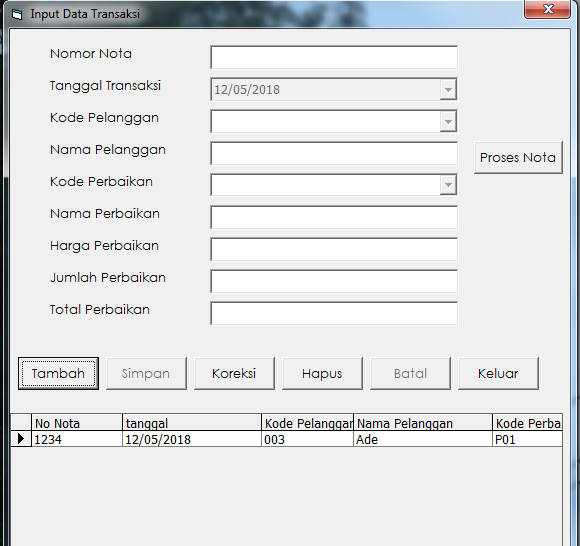 Input Data Transaksi
Nomor Nota
Tanggal Transaksi 12/05/2018
Kode Pelanggan
Nama Pelanggan
Proses Nota
Kode Perbaikan
Nama Perbaikan
Harga Perbaikan
Jumlah Perbaikan
Total Perbaikan
Tambah Simpan Koreksi Hapus Batal Keluar
No Nota tanggal Kode Pelanggan Nama Pelanggan Kode Perba
1234 12/05/2018 003 Ade P01